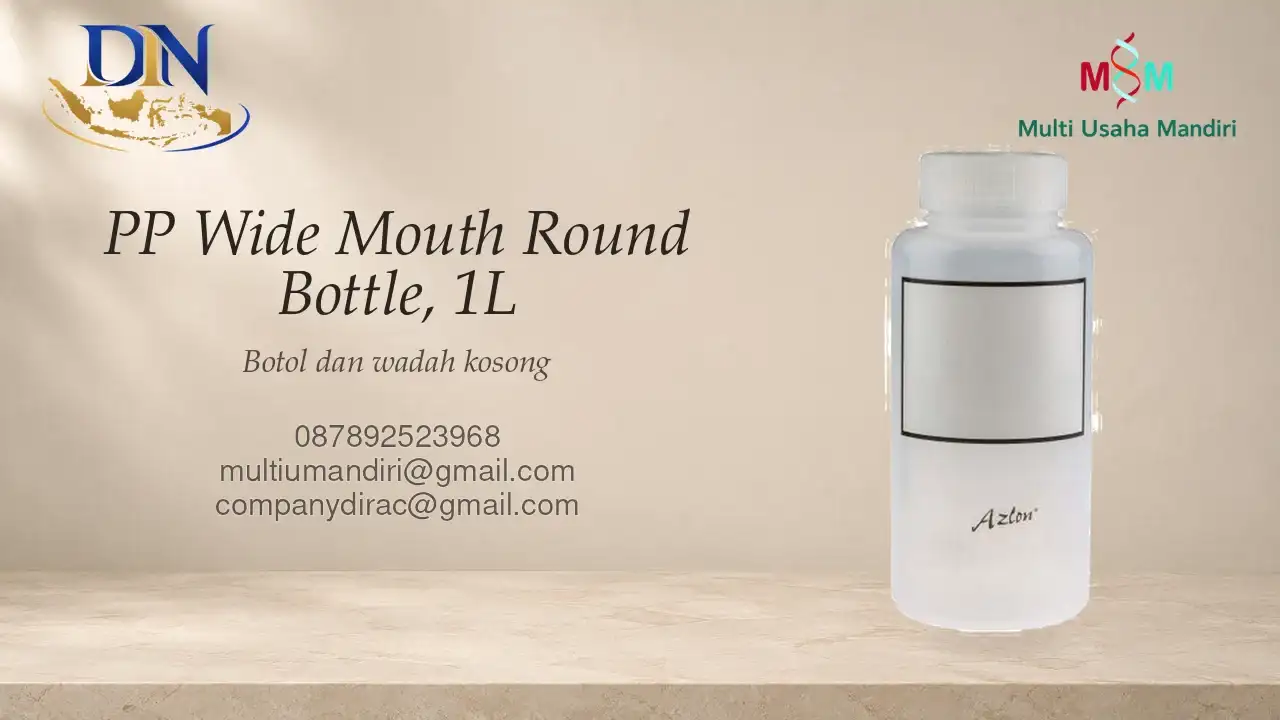 DN
M M
Multi Usaha Mandiri
PP Wide Mouth Round
Bottle, 1L
Botol dan wadah kosong
087892523968
multiumandiri@gmail.com
companydirac@gmail.com
Azlon®